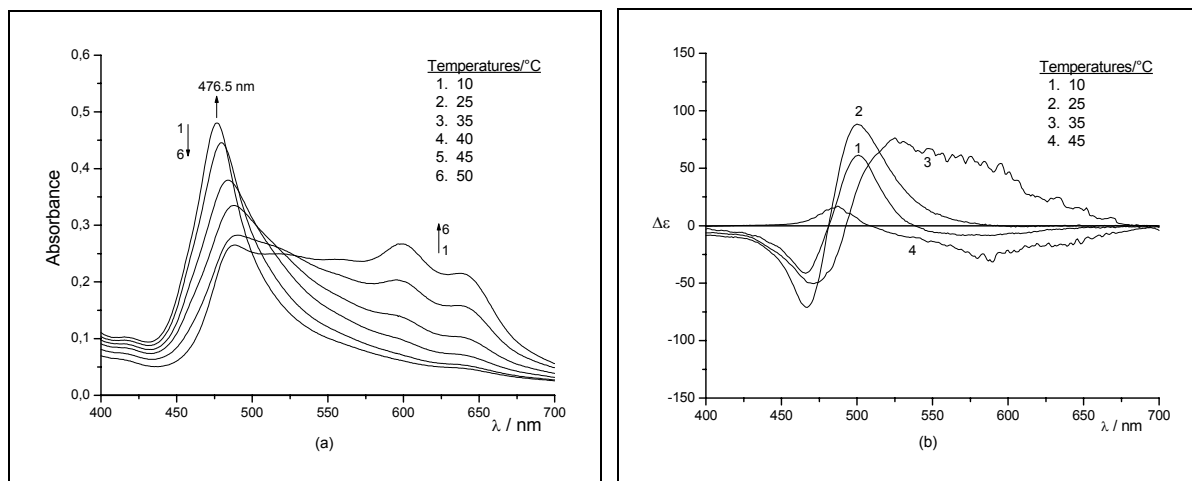 0,6
0,5
0,4
0,3
0,2
0,1
0,0
Absorbance
476.5 nm
1
6
6
1
Temperatures/°C
1. 10
2. 25
3. 35
4. 40
5. 45
6. 50
400 450 500 550 600 650 700
λ / nm
(a)
150
100
50
0
-50
-100
-150
Δε
Temperatures/°C
1. 10
2. 25
3. 35
4. 45
2
1
3
4
400 450 500 550 600 650 700
λ / nm
(b)